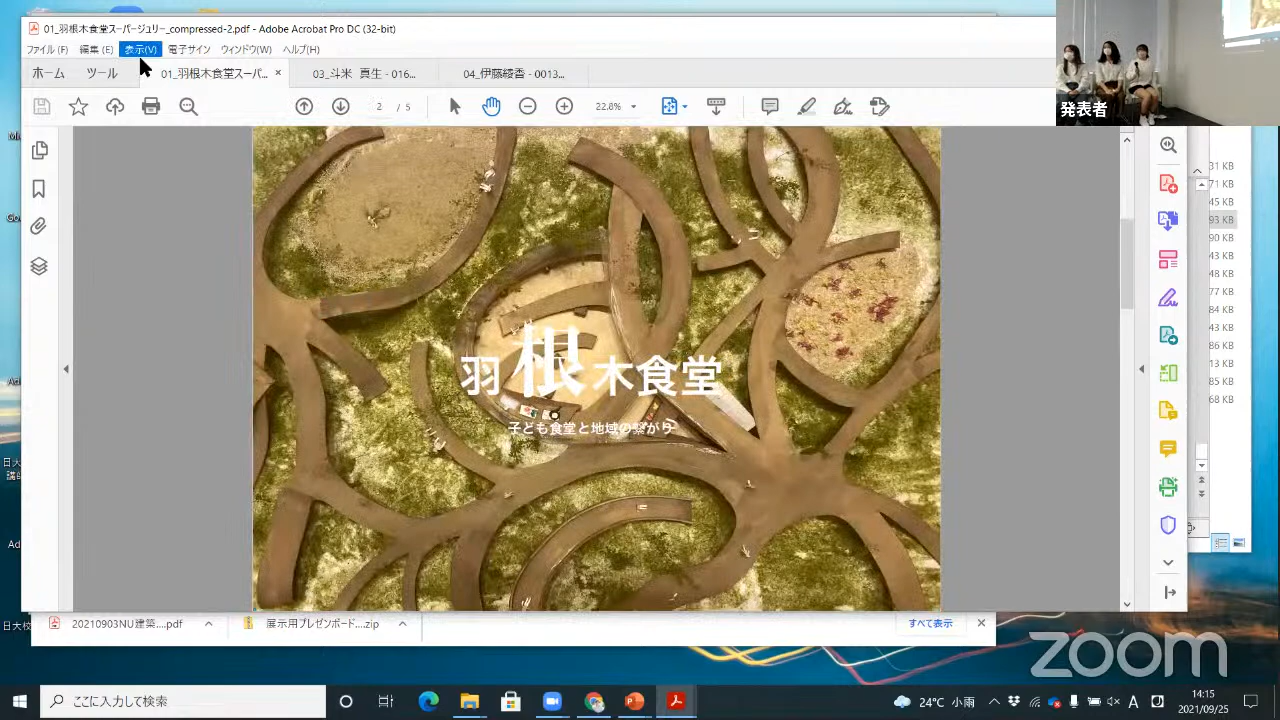 01_羽根木食堂スーパージュリー_compressed-2.pdf - Adobe Acrobat Pro DC (32-bit)
ファイル (F) 編集 (E) 表示(V) 電子サイン ウィンドウ(W) ヘルプ(H)
ホーム ツール 01_羽根木食堂スーパ... × 03_斗米　真生 - 016... 04_伊藤綾香 - 0013...
2 / 5 22.8%
発表者
31 KB
71 KB
45 KB
93 KB
90 KB
43 KB
48 KB
77 KB
84 KB
43 KB
86 KB
13 KB
85 KB
68 KB
羽根木食堂
子ども食堂と地域の繋がり
20210903NU建築....pdf 展示用プレゼンボード....zip すべて表示
zoom
ここに入力して検索
24°C 小雨 A
14:15
2021/09/25